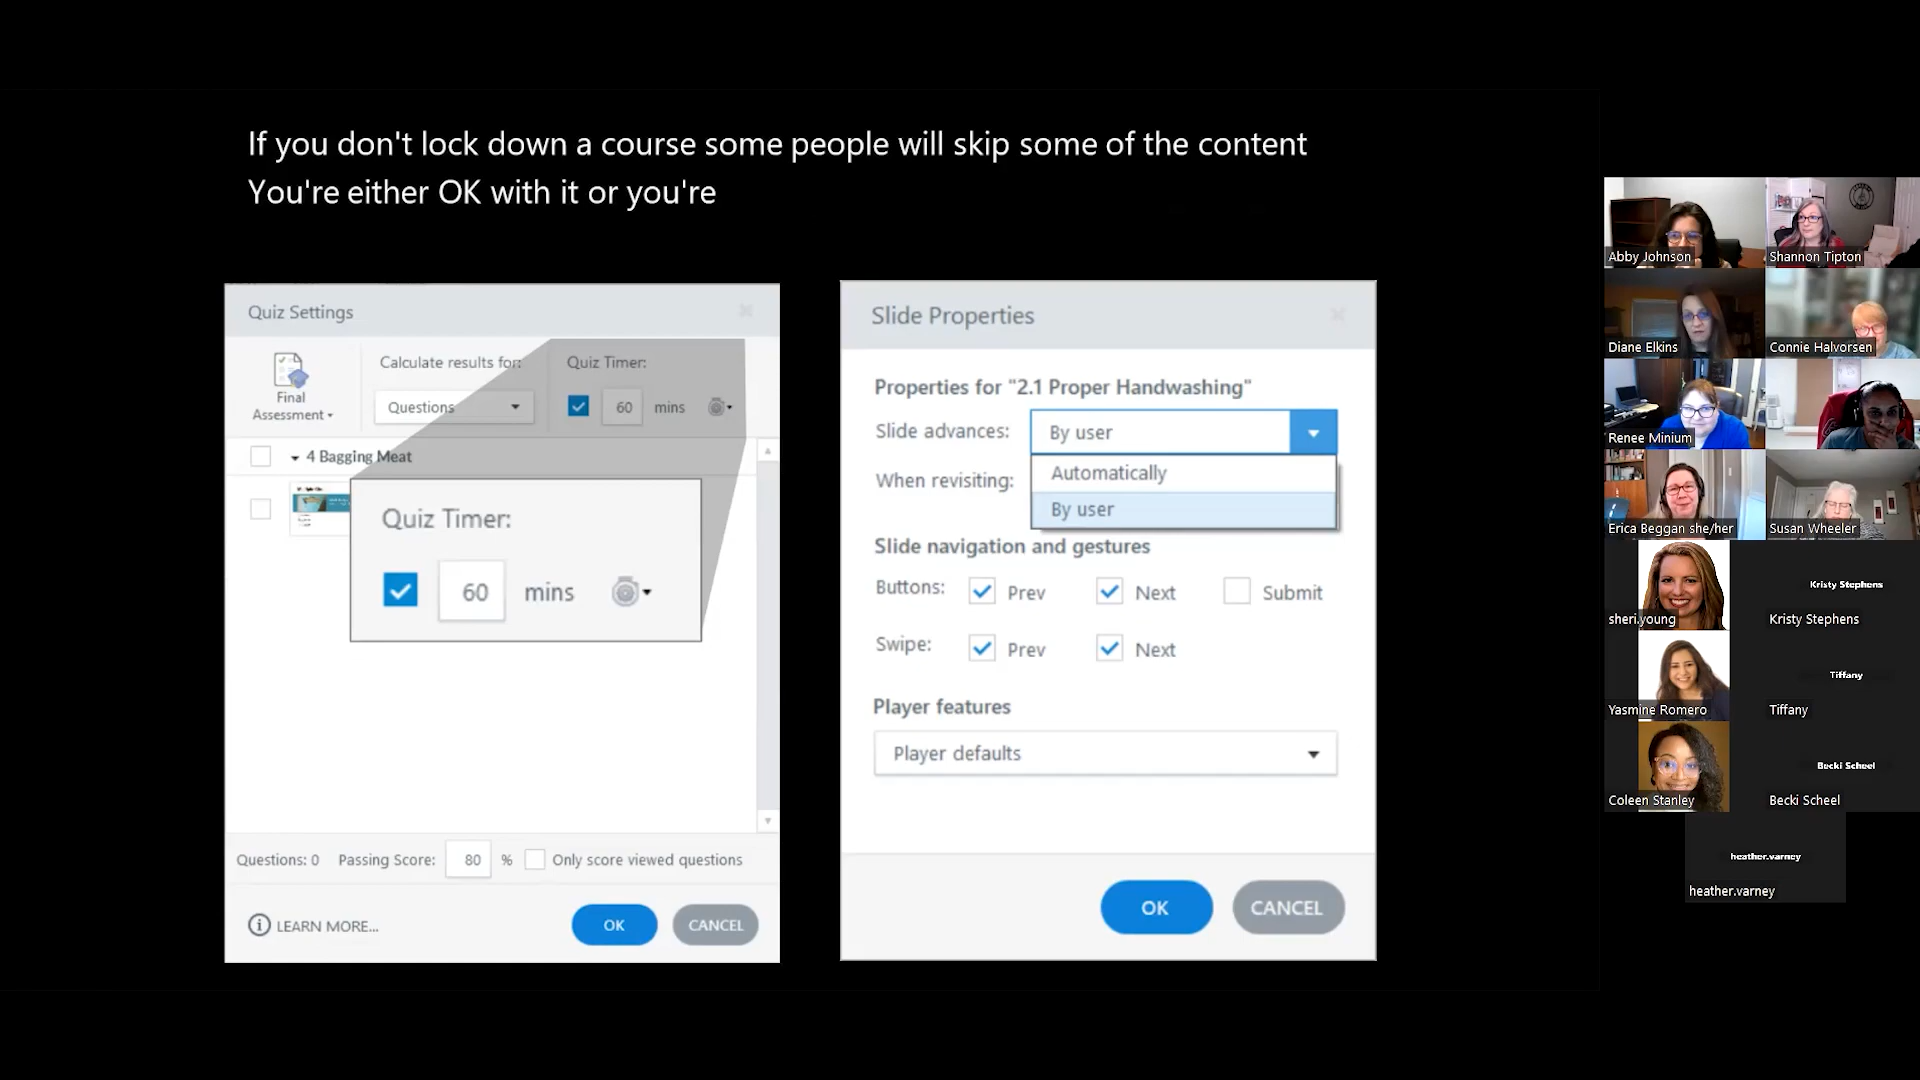 If you don't lock down a course some people will skip some of the content
You're either OK with it or you're
Quiz Settings
Final
Assessment
Calculate results for:
Questions
Quiz Timer:
60 mins
4 Bagging Meat
Quiz Timer:
60 mins
Questions: 0 Passing Score: 80 % Only score viewed questions
LEARN MORE...
OK
CANCEL
Slide Properties
Properties for "2.1 Proper Handwashing"
Slide advances: By user
Automatically
When revisiting:
By user
Slide navigation and gestures
Buttons: Prev Next Submit
Swipe: Prev Next
Player features
Player defaults
OK
CANCEL
Abby Johnson
Shannon Tipton
Diane Elkins
Connie Halvorsen
Renee Minium
Erica Beggan she/her
Susan Wheeler
sheri.young
Kristy Stephens
Kristy Stephens
Yasmine Romero
Tiffany
Tiffany
Coleen Stanley
Becki Scheel
Becki Scheel
heather.varney
heather.varney